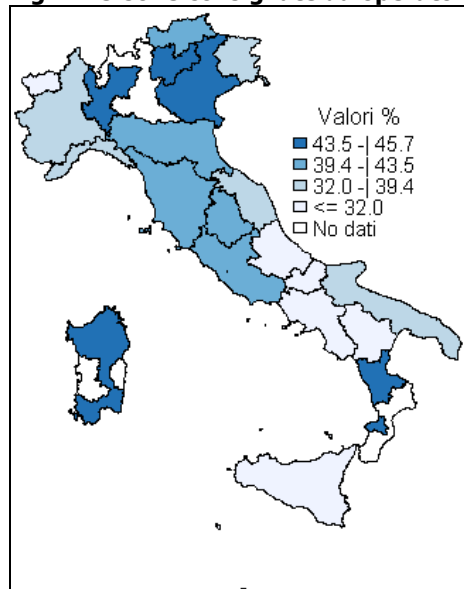 Valori %
43.5 -| 45.7
39.4 -| 43.5
32.0 -| 39.4
<= 32.0
No dati